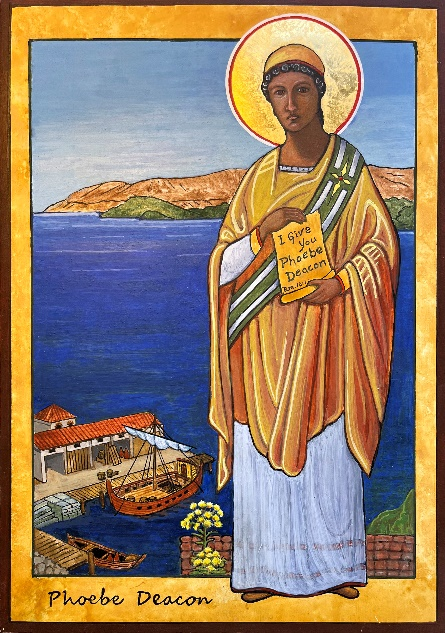 I Give
You
Phoebe
Deacon
Rom. 16:1
Phoebe Deacon